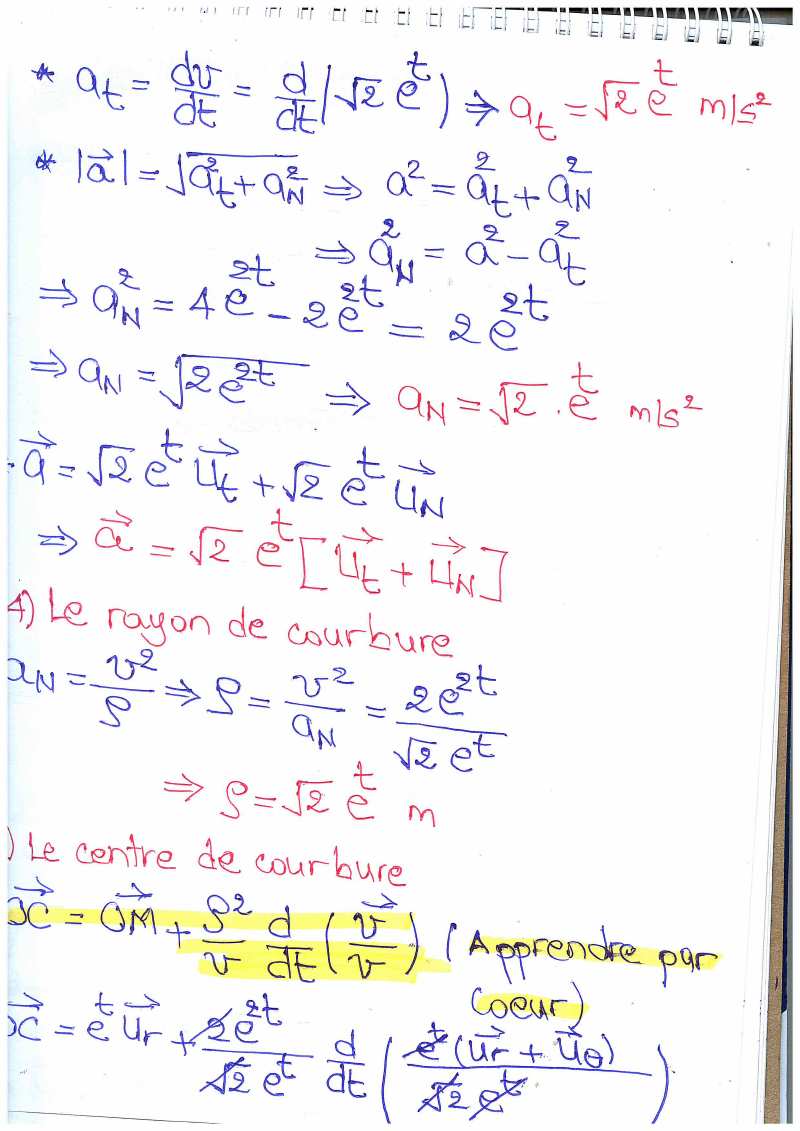 * a_t = dv/dt = d/dt(√2 e^t) ⇒ a_t = √2 e^t m/s²
* |a⃗| = √(a_t² + a_N²) ⇒ a² = a_t² + a_N²
⇒ a_N² = a² - a_t²
⇒ a_N² = 4e^{2t} - 2e^{2t} = 2e^{2t}
⇒ a_N = √(2e^{2t}) ⇒ a_N = √2 . e^t m/s²
- a⃗ = √2 e^t U⃗_t + √2 e^t U⃗_N
⇒ a⃗ = √2 e^t [U⃗_t + U⃗_N]
4) Le rayon de courbure
a_N = v²/ρ ⇒ ρ = v²/a_N = 2e^{2t}/(√2 e^t)
⇒ ρ = √2 e^t m
) Le centre de courbure
OC⃗ = OM⃗ + ρ²/v d/dt (v⃗/v) (Apprendre par
Coeur)
OC⃗ = e^t U⃗r + 2e^{2t}/(√2 e^t) d/dt (e^t (U⃗r + U⃗θ)/(√2 e^t))